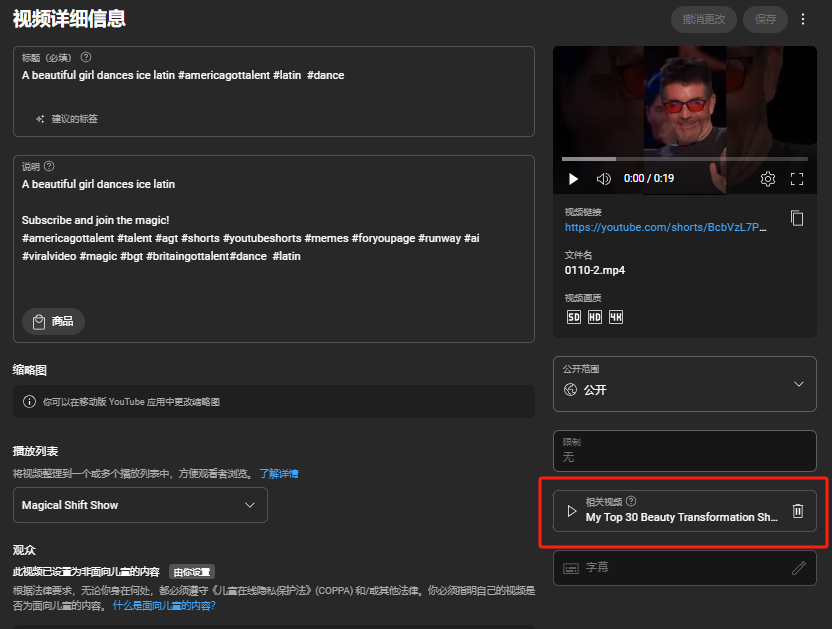 视频详细信息
撤消更改
保存
标题（必填）
A beautiful girl dances ice latin #americagottalent #latin  #dance
建议的标签
说明
A beautiful girl dances ice latin
Subscribe and join the magic!
#americagottalent #talent #agt #shorts #youtubeshorts #memes #foryoupage #runway #ai
#viralvideo #magic #bgt #britaingottalent#dance  #latin
商品
缩略图
你可以在移动版 YouTube 应用中更改缩略图
播放列表
将视频整理到一个或多个播放列表中，方便观看者浏览。 了解详情
Magical Shift Show
观众
此视频已设置为非面向儿童的内容 由你设置
根据法律要求，无论你身在何处，都必须遵守《儿童在线隐私保护法》(COPPA) 和/或其他法律。你必须指明自己的视频是
否为面向儿童的内容。 什么是面向儿童的内容？
0:00 / 0:19
视频链接
https://youtube.com/shorts/BcbVzL7P...
文件名
0110-2.mp4
视频画质
SD HD 4K
公开范围
公开
限制
无
相关视频
My Top 30 Beauty Transformation Sh...
字幕